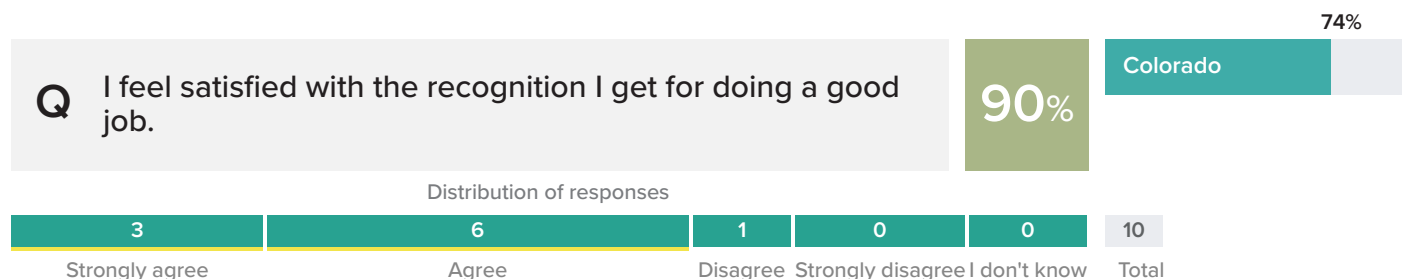 74%
Q
I feel satisfied with the recognition I get for doing a good
job.
90%
Colorado
Distribution of responses
3 6 1 0 0 10
Strongly agree Agree Disagree Strongly disagree I don't know Total